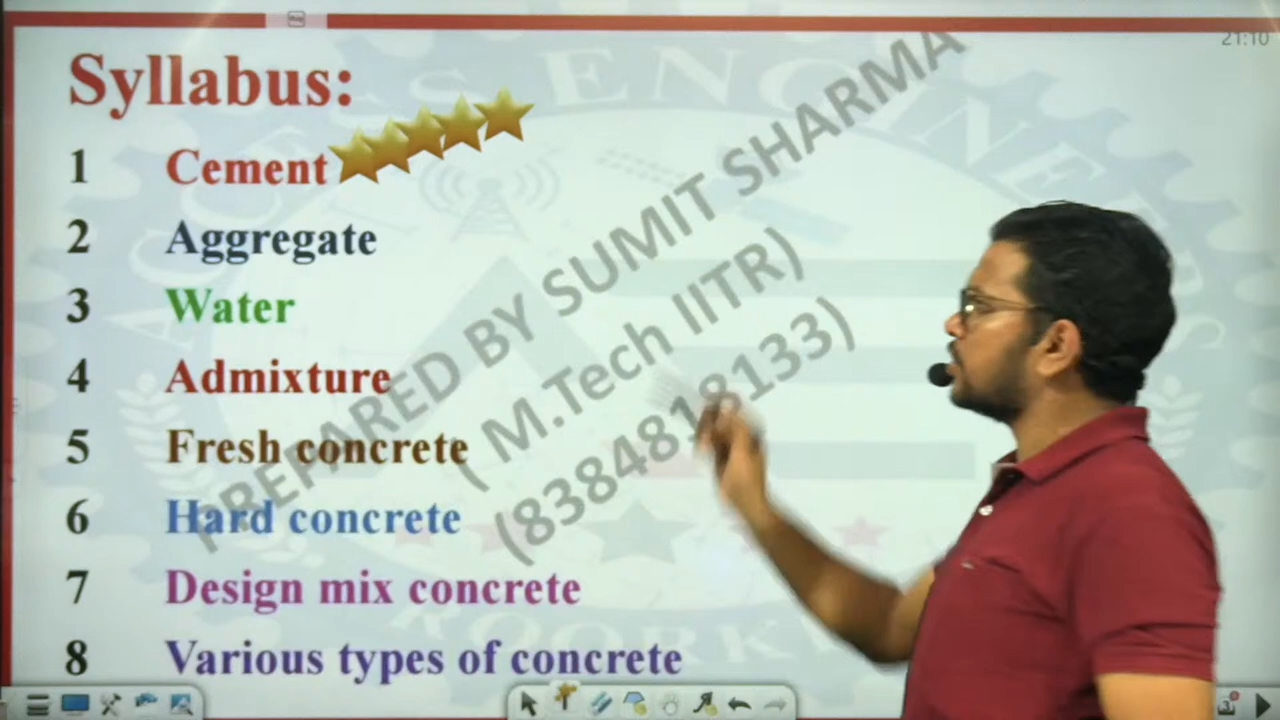 21:10
Syllabus:
1 Cement
2 Aggregate
3 Water
4 Admixture
5 Fresh concrete
6 Hard concrete
7 Design mix concrete
8 Various types of concrete
PREPARED BY SUMIT SHARMA
( M.Tech IITR)
(8384818133)